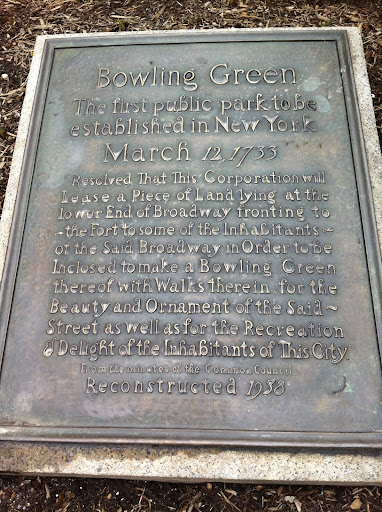 Bowling Green
The first public park to be
established in New York
March 12, 1733
Resolved That This Corporation will
Lease a Piece of Land lying at the
lower End of Broadway fronting to
- the Fort to some of the Inhabitants ~
of the Said Broadway in Order to be
Inclosed to make a Bowling Green
thereof with Walks therein for the
Beauty and Ornament of the Said ~
Street as well as for the Recreation
& Delight of the Inhabitants of This City
from the minutes of the Common Council
Reconstructed 1938